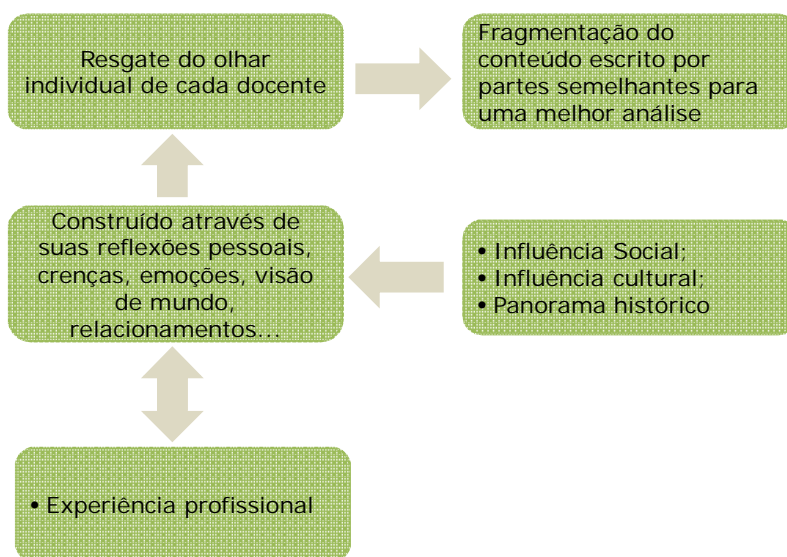 Resgate do olhar
individual de cada docente
Fragmentação do
conteúdo escrito por
partes semelhantes para
uma melhor análise
Construído através de
suas reflexões pessoais,
crenças, emoções, visão
de mundo,
relacionamentos...
• Influência Social;
• Influência cultural;
• Panorama histórico
• Experiência profissional